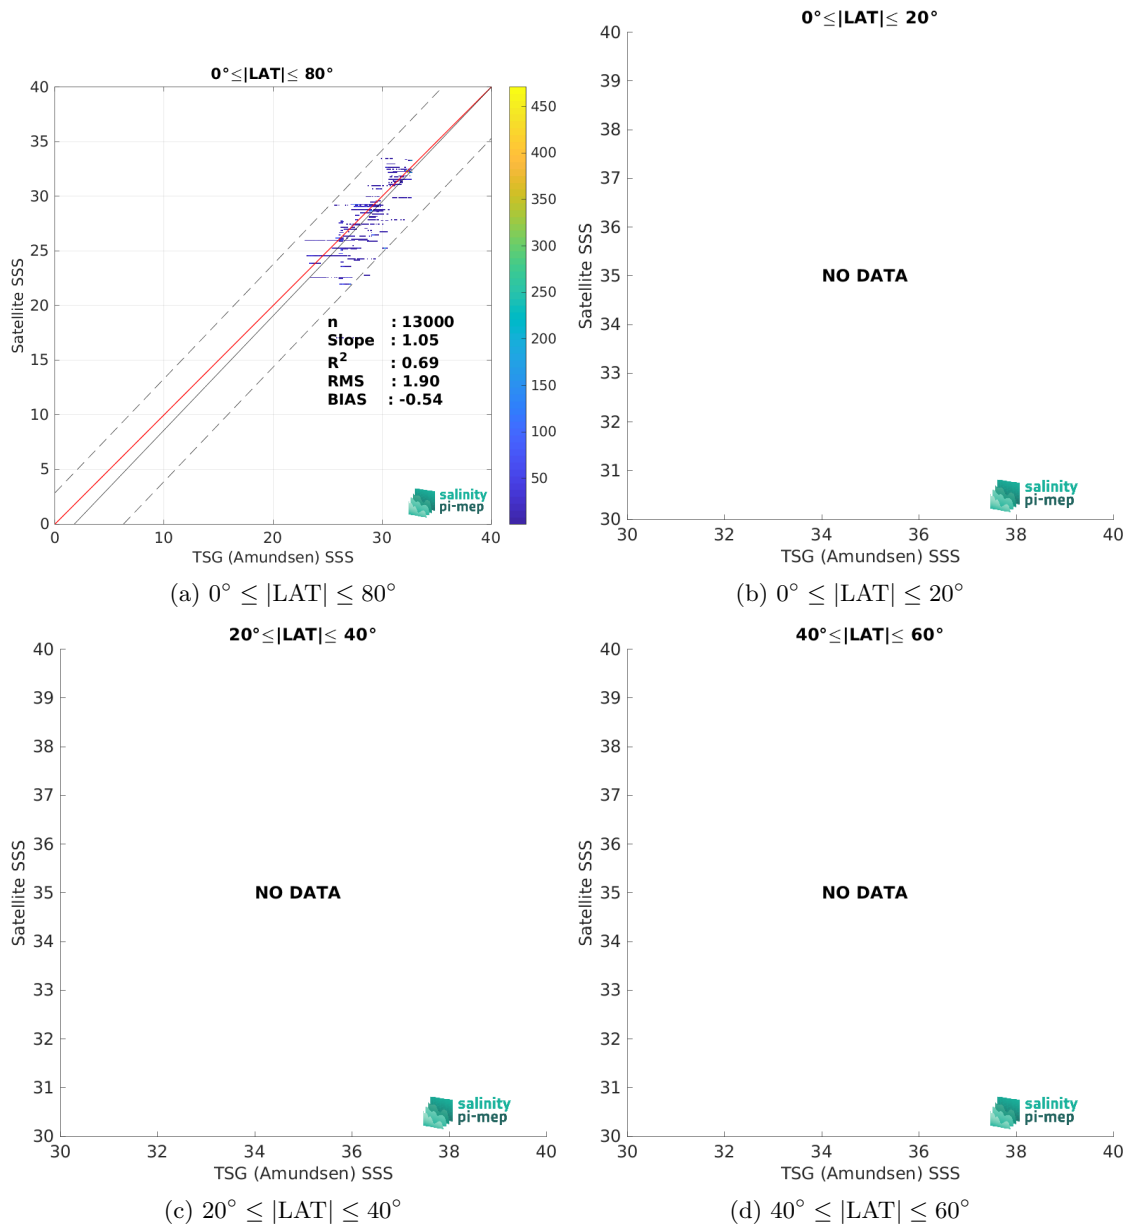 0°≤|LAT|≤ 80°
40
35
30
25
20
15
10
5
0
0
10
20
30
40
Satellite SSS
TSG (Amundsen) SSS
n : 13000
Slope : 1.05
R² : 0.69
RMS : 1.90
BIAS : -0.54
450
400
350
300
250
200
150
100
50
salinity
pi-mep
(a) 0° ≤ |LAT| ≤ 80°
0°≤|LAT|≤ 20°
40
39
38
37
36
35
34
33
32
31
30
30
32
34
36
38
40
Satellite SSS
NO DATA
TSG (Amundsen) SSS
salinity
pi-mep
(b) 0° ≤ |LAT| ≤ 20°
20°≤|LAT|≤ 40°
40
39
38
37
36
35
34
33
32
31
30
30
32
34
36
38
40
Satellite SSS
NO DATA
TSG (Amundsen) SSS
salinity
pi-mep
(c) 20° ≤ |LAT| ≤ 40°
40°≤|LAT|≤ 60°
40
39
38
37
36
35
34
33
32
31
30
30
32
34
36
38
40
Satellite SSS
NO DATA
TSG (Amundsen) SSS
salinity
pi-mep
(d) 40° ≤ |LAT| ≤ 60°